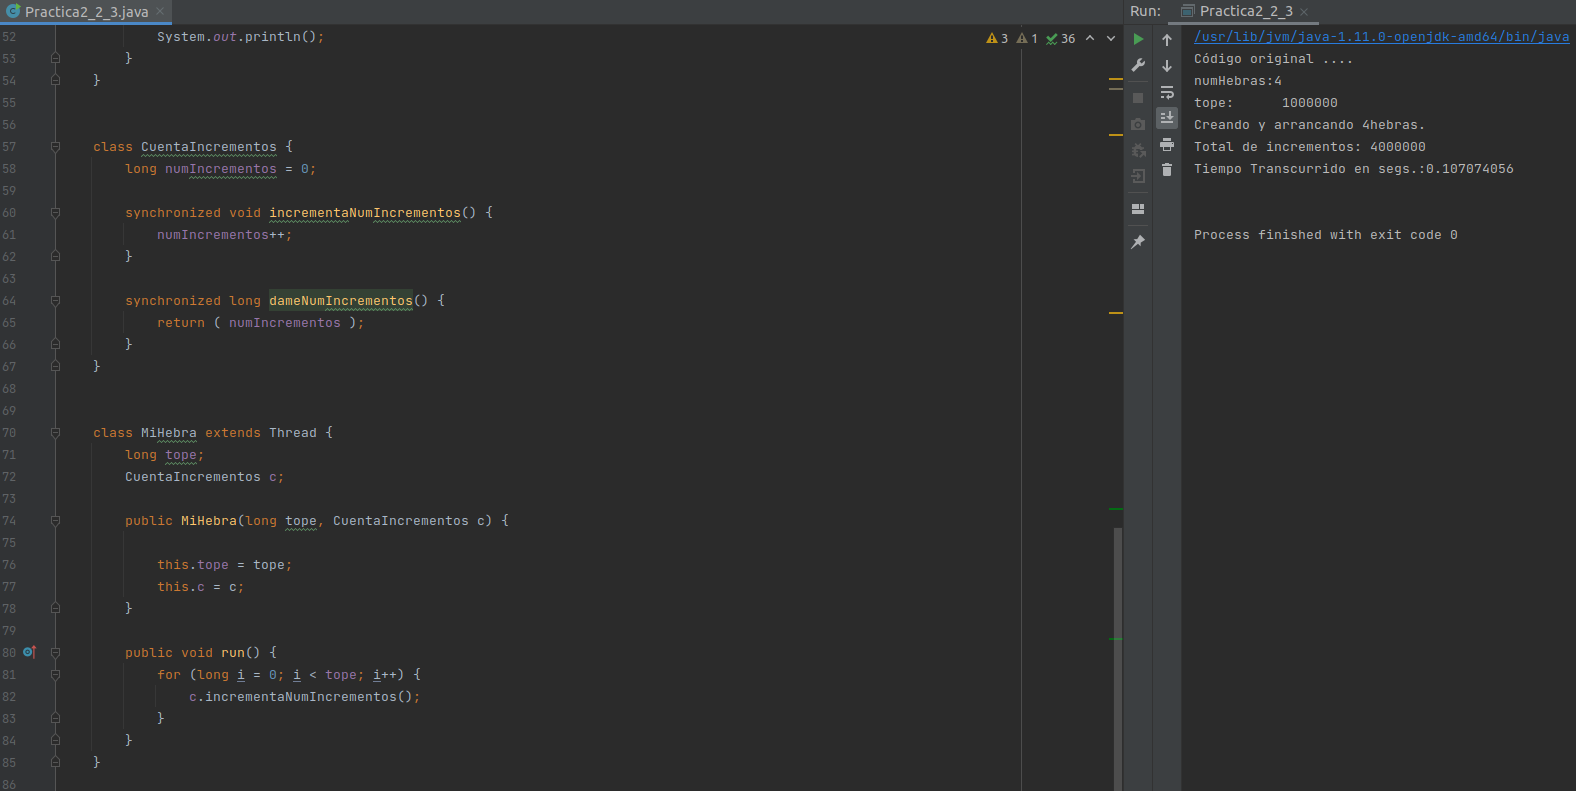 Practica2_2_3.java
52 System.out.println();
53 }
54 }
55
56
57 class CuentaIncrementos {
58 long numIncrementos = 0;
59
60 synchronized void incrementaNumIncrementos() {
61 numIncrementos++;
62 }
63
64 synchronized long dameNumIncrementos() {
65 return ( numIncrementos );
66 }
67 }
68
69
70 class MiHebra extends Thread {
71 long tope;
72 CuentaIncrementos c;
73
74 public MiHebra(long tope, CuentaIncrementos c) {
75
76 this.tope = tope;
77 this.c = c;
78 }
79
80 public void run() {
81 for (long i = 0; i < tope; i++) {
82 c.incrementaNumIncrementos();
83 }
84 }
85 }
86
3 1 36
Run: Practica2_2_3
/usr/lib/jvm/java-1.11.0-openjdk-amd64/bin/java
Código original ....
numHebras:4
tope: 1000000
Creando y arrancando 4hebras.
Total de incrementos: 4000000
Tiempo Transcurrido en segs.:0.107074056
Process finished with exit code 0